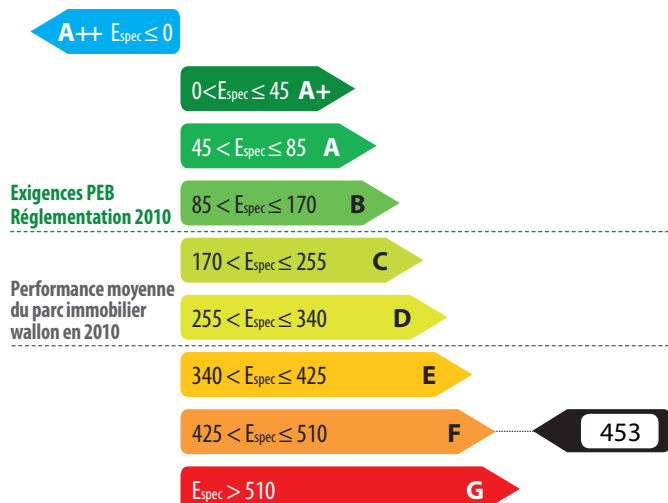 A++ Espec ≤ 0
0<Espec ≤ 45 A+
45 < Espec ≤ 85 A
Exigences PEB
Réglementation 2010
85 < Espec ≤ 170 B
170 < Espec ≤ 255 C
Performance moyenne
du parc immobilier
wallon en 2010
255 < Espec ≤ 340 D
340 < Espec ≤ 425 E
425 < Espec ≤ 510 F
453
Espec > 510 G